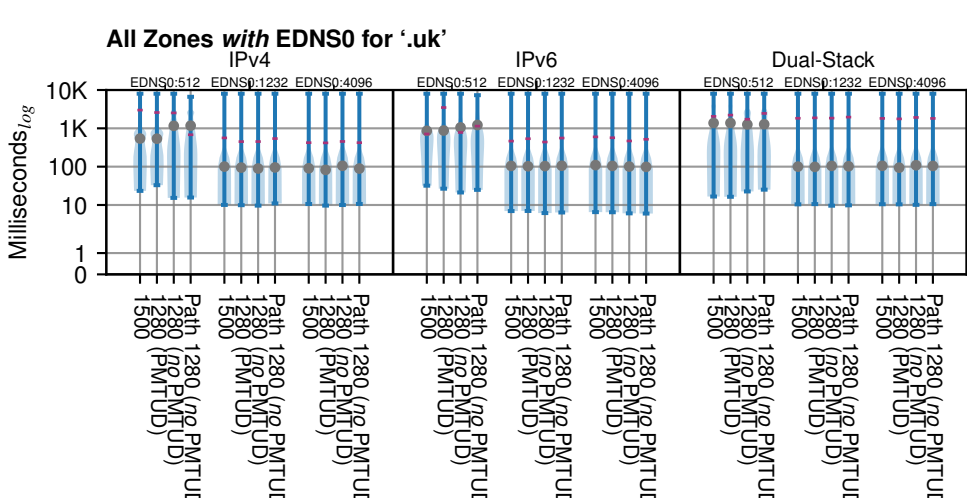 All Zones with EDNS0 for ‘.uk’
IPv4
IPv6
Dual-Stack
EDNS0:512
EDNS0:1232
EDNS0:4096
EDNS0:512
EDNS0:1232
EDNS0:4096
EDNS0:512
EDNS0:1232
EDNS0:4096
Millisecondslog
10K
1K
100
10
1
0
1500
1280 (PMTUD)
1280 (no PMTUD)
Path 1280 (no PMTUD
1500
1280 (PMTUD)
1280 (no PMTUD)
Path 1280 (no PMTUD
1500
1280 (PMTUD)
1280 (no PMTUD)
Path 1280 (no PMTUD
1500
1280 (PMTUD)
1280 (no PMTUD)
Path 1280 (no PMTUD
1500
1280 (PMTUD)
1280 (no PMTUD)
Path 1280 (no PMTUD
1500
1280 (PMTUD)
1280 (no PMTUD)
Path 1280 (no PMTUD
1500
1280 (PMTUD)
1280 (no PMTUD)
Path 1280 (no PMTUD
1500
1280 (PMTUD)
1280 (no PMTUD)
Path 1280 (no PMTUD
1500
1280 (PMTUD)
1280 (no PMTUD)
Path 1280 (no PMTUD